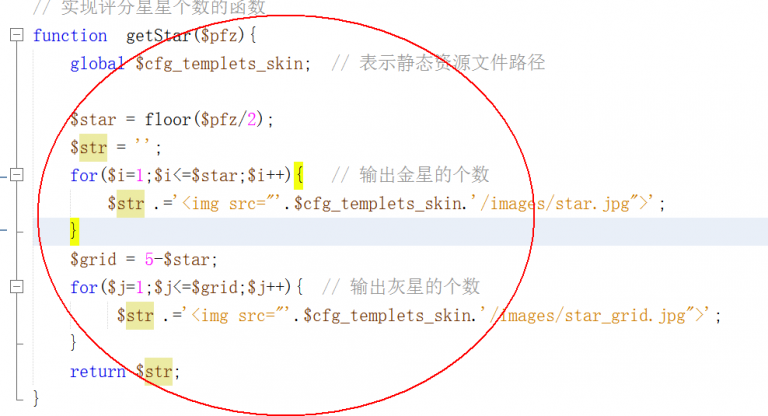 // 实现评分星星个数的函数
function  getStar($pfz){
global $cfg_templets_skin;  // 表示静态资源文件路径
$star = floor($pfz/2);
$str = '';
for($i=1;$i<=$star;$i++){   // 输出金星的个数
$str .='<img src="'.$cfg_templets_skin.'/images/star.jpg">';
}
$grid = 5-$star;
for($j=1;$j<=$grid;$j++){  // 输出灰星的个数
$str .='<img src="'.$cfg_templets_skin.'/images/star_grid.jpg">';
}
return $str;
}